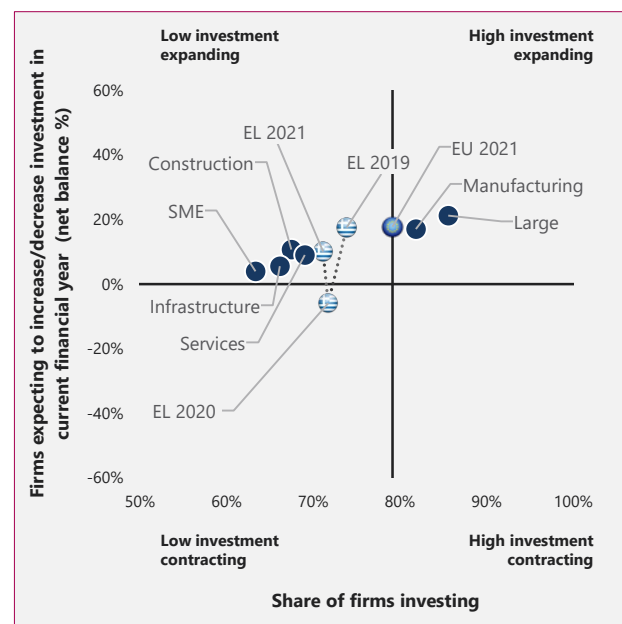 Low investment
expanding
High investment
expanding
Firms expecting to increase/decrease investment in
current financial year (net balance %)
60%
40%
20%
0%
-20%
-40%
-60%
EL 2021
Construction
SME
EL 2019
EU 2021
Manufacturing
Large
Infrastructure
Services
EL 2020
50%
60%
70%
80%
90%
100%
Low investment
contracting
High investment
contracting
Share of firms investing